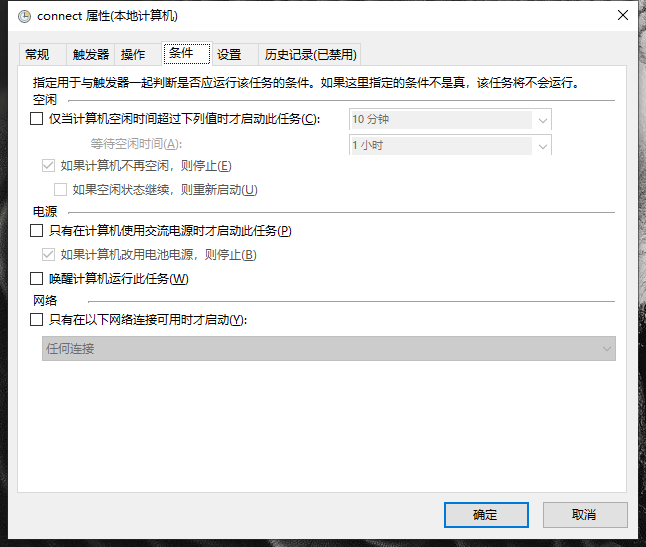 connect 属性(本地计算机)
常规 触发器 操作 条件 设置 历史记录(已禁用)
指定用于与触发器一起判断是否应运行该任务的条件。如果这里指定的条件不是真，该任务将不会运行。
空闲
仅当计算机空闲时间超过下列值时才启动此任务(C): 10 分钟
等待空闲时间(A): 1 小时
如果计算机不再空闲，则停止(E)
如果空闲状态继续，则重新启动(U)
电源
只有在计算机使用交流电源时才启动此任务(P)
如果计算机改用电池电源，则停止(B)
唤醒计算机运行此任务(W)
网络
只有在以下网络连接可用时才启动(Y):
任何连接
确定 取消